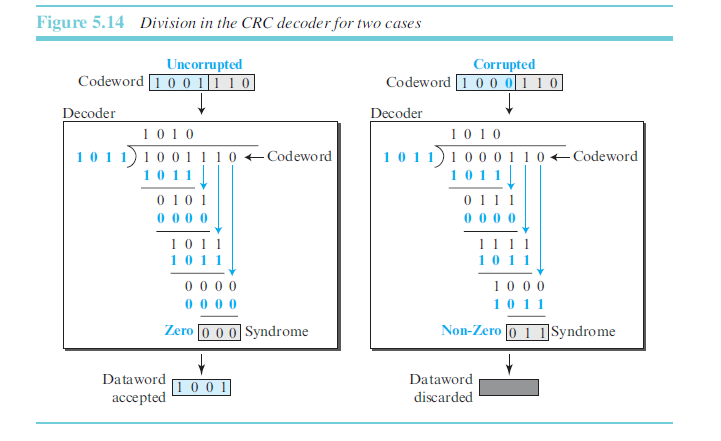 Figure 5.14 Division in the CRC decoder for two cases
Uncorrupted
Codeword 1 0 0 1 1 1 0
Decoder
1 0 1 0
1 0 1 1 ) 1 0 0 1 1 1 0 Codeword
1 0 1 1
0 1 0 1
0 0 0 0
1 0 1 1
1 0 1 1
0 0 0 0
0 0 0 0
Zero 0 0 0 Syndrome
Dataword
accepted
1 0 0 1
Corrupted
Codeword 1 0 0 0 1 1 0
Decoder
1 0 1 0
1 0 1 1 ) 1 0 0 0 1 1 0 Codeword
1 0 1 1
0 1 1 1
0 0 0 0
1 1 1 1
1 0 1 1
1 0 0 0
1 0 1 1
Non-Zero 0 1 1 Syndrome
Dataword
discarded